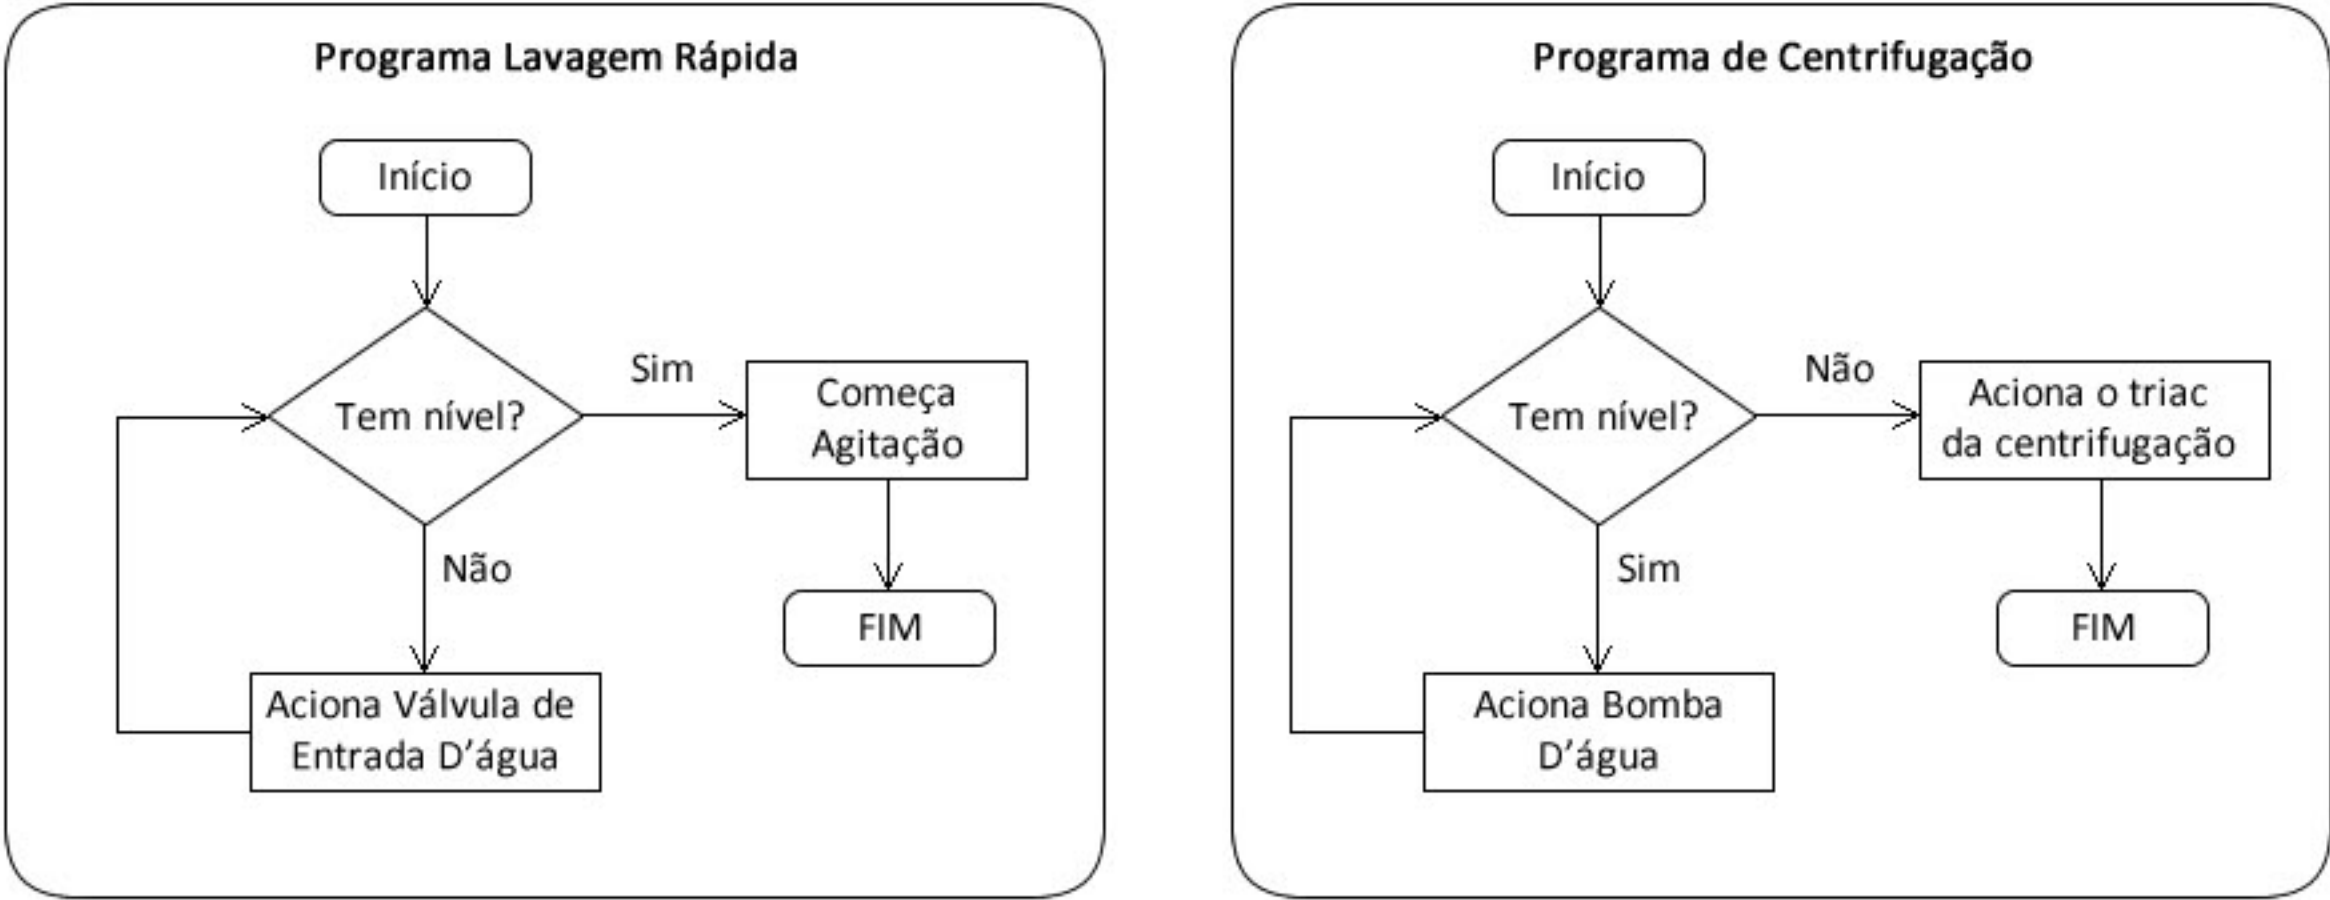 Programa Lavagem Rápida
Início
Tem nível?
Sim
Começa
Agitação
Não
FIM
Aciona Válvula de
Entrada D’água
Programa de Centrifugação
Início
Tem nível?
Não
Aciona o triac
da centrifugação
Sim
FIM
Aciona Bomba
D’água